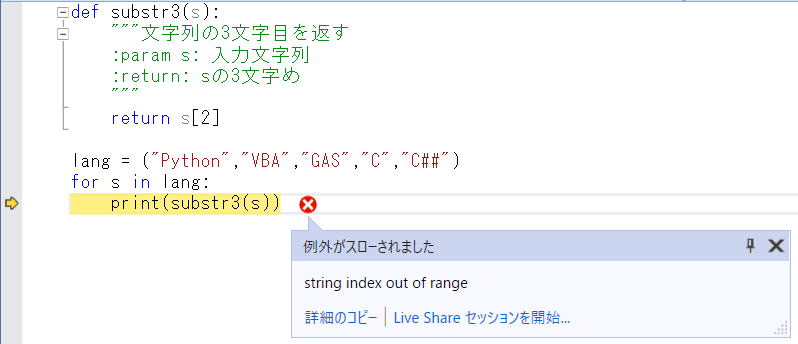 def substr3(s):
    """文字列の3文字目を返す
    :param s: 入力文字列
    :return: sの3文字め
    """
    return s[2]
lang = ("Python","VBA","GAS","C","C##")
for s in lang:
    print(substr3(s))
例外がスローされました
string index out of range
詳細のコピー | Live Share セッションを開始...